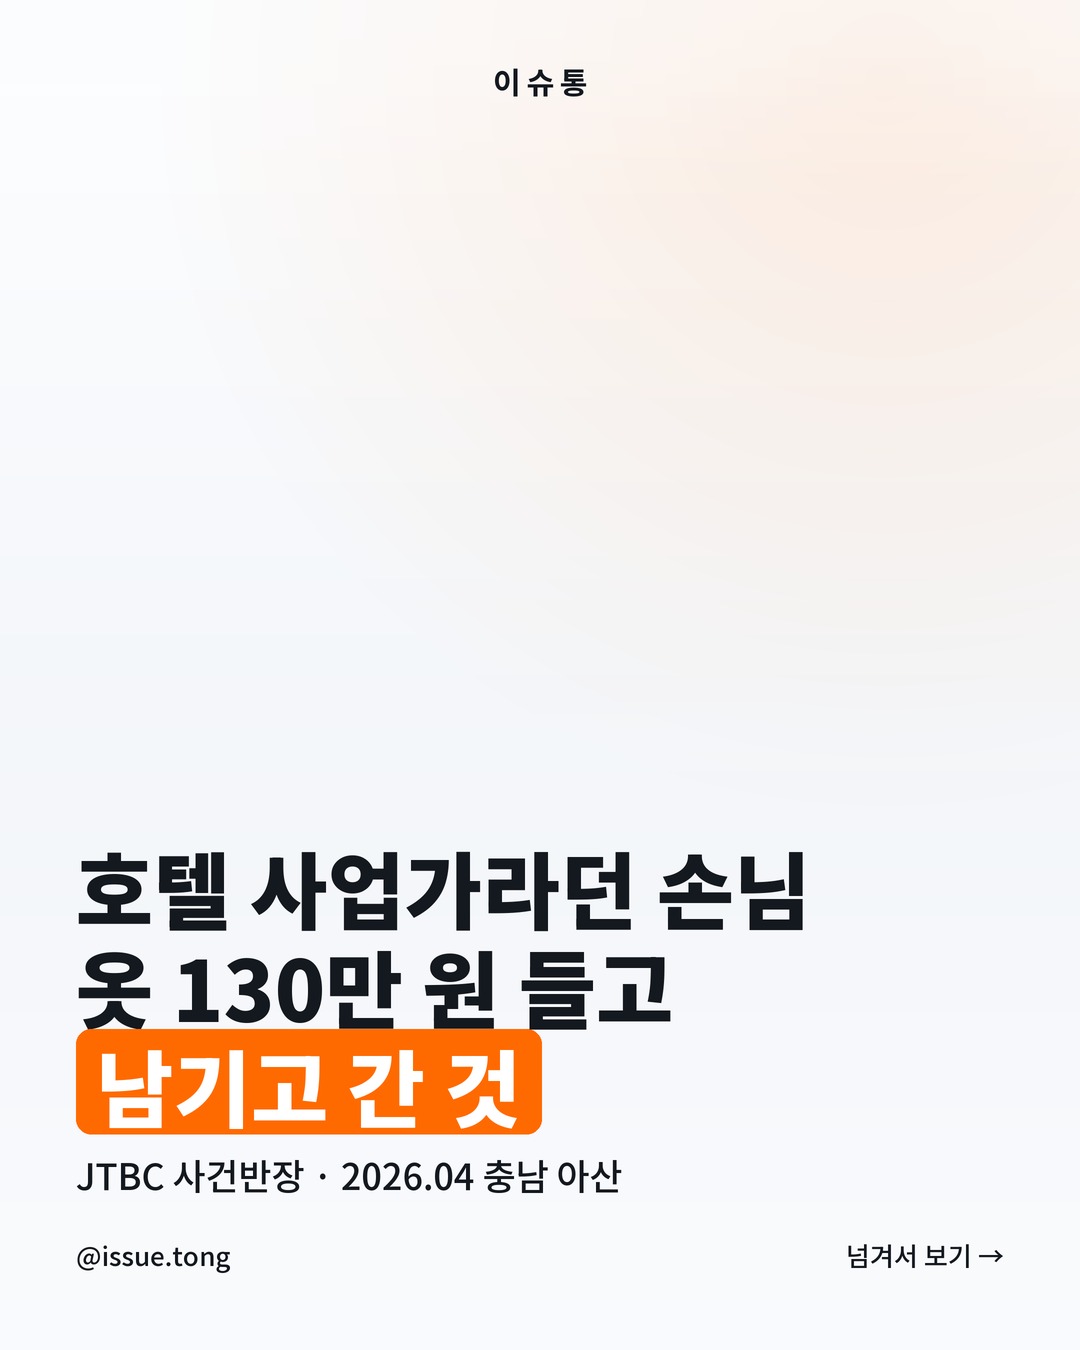 이슈통
호텔 사업가라던 손님
옷 130만 원 들고
남기고 간 것
JTBC 사건반장 · 2026.04 충남 아산
@issue.tong
넘겨서 보기 →